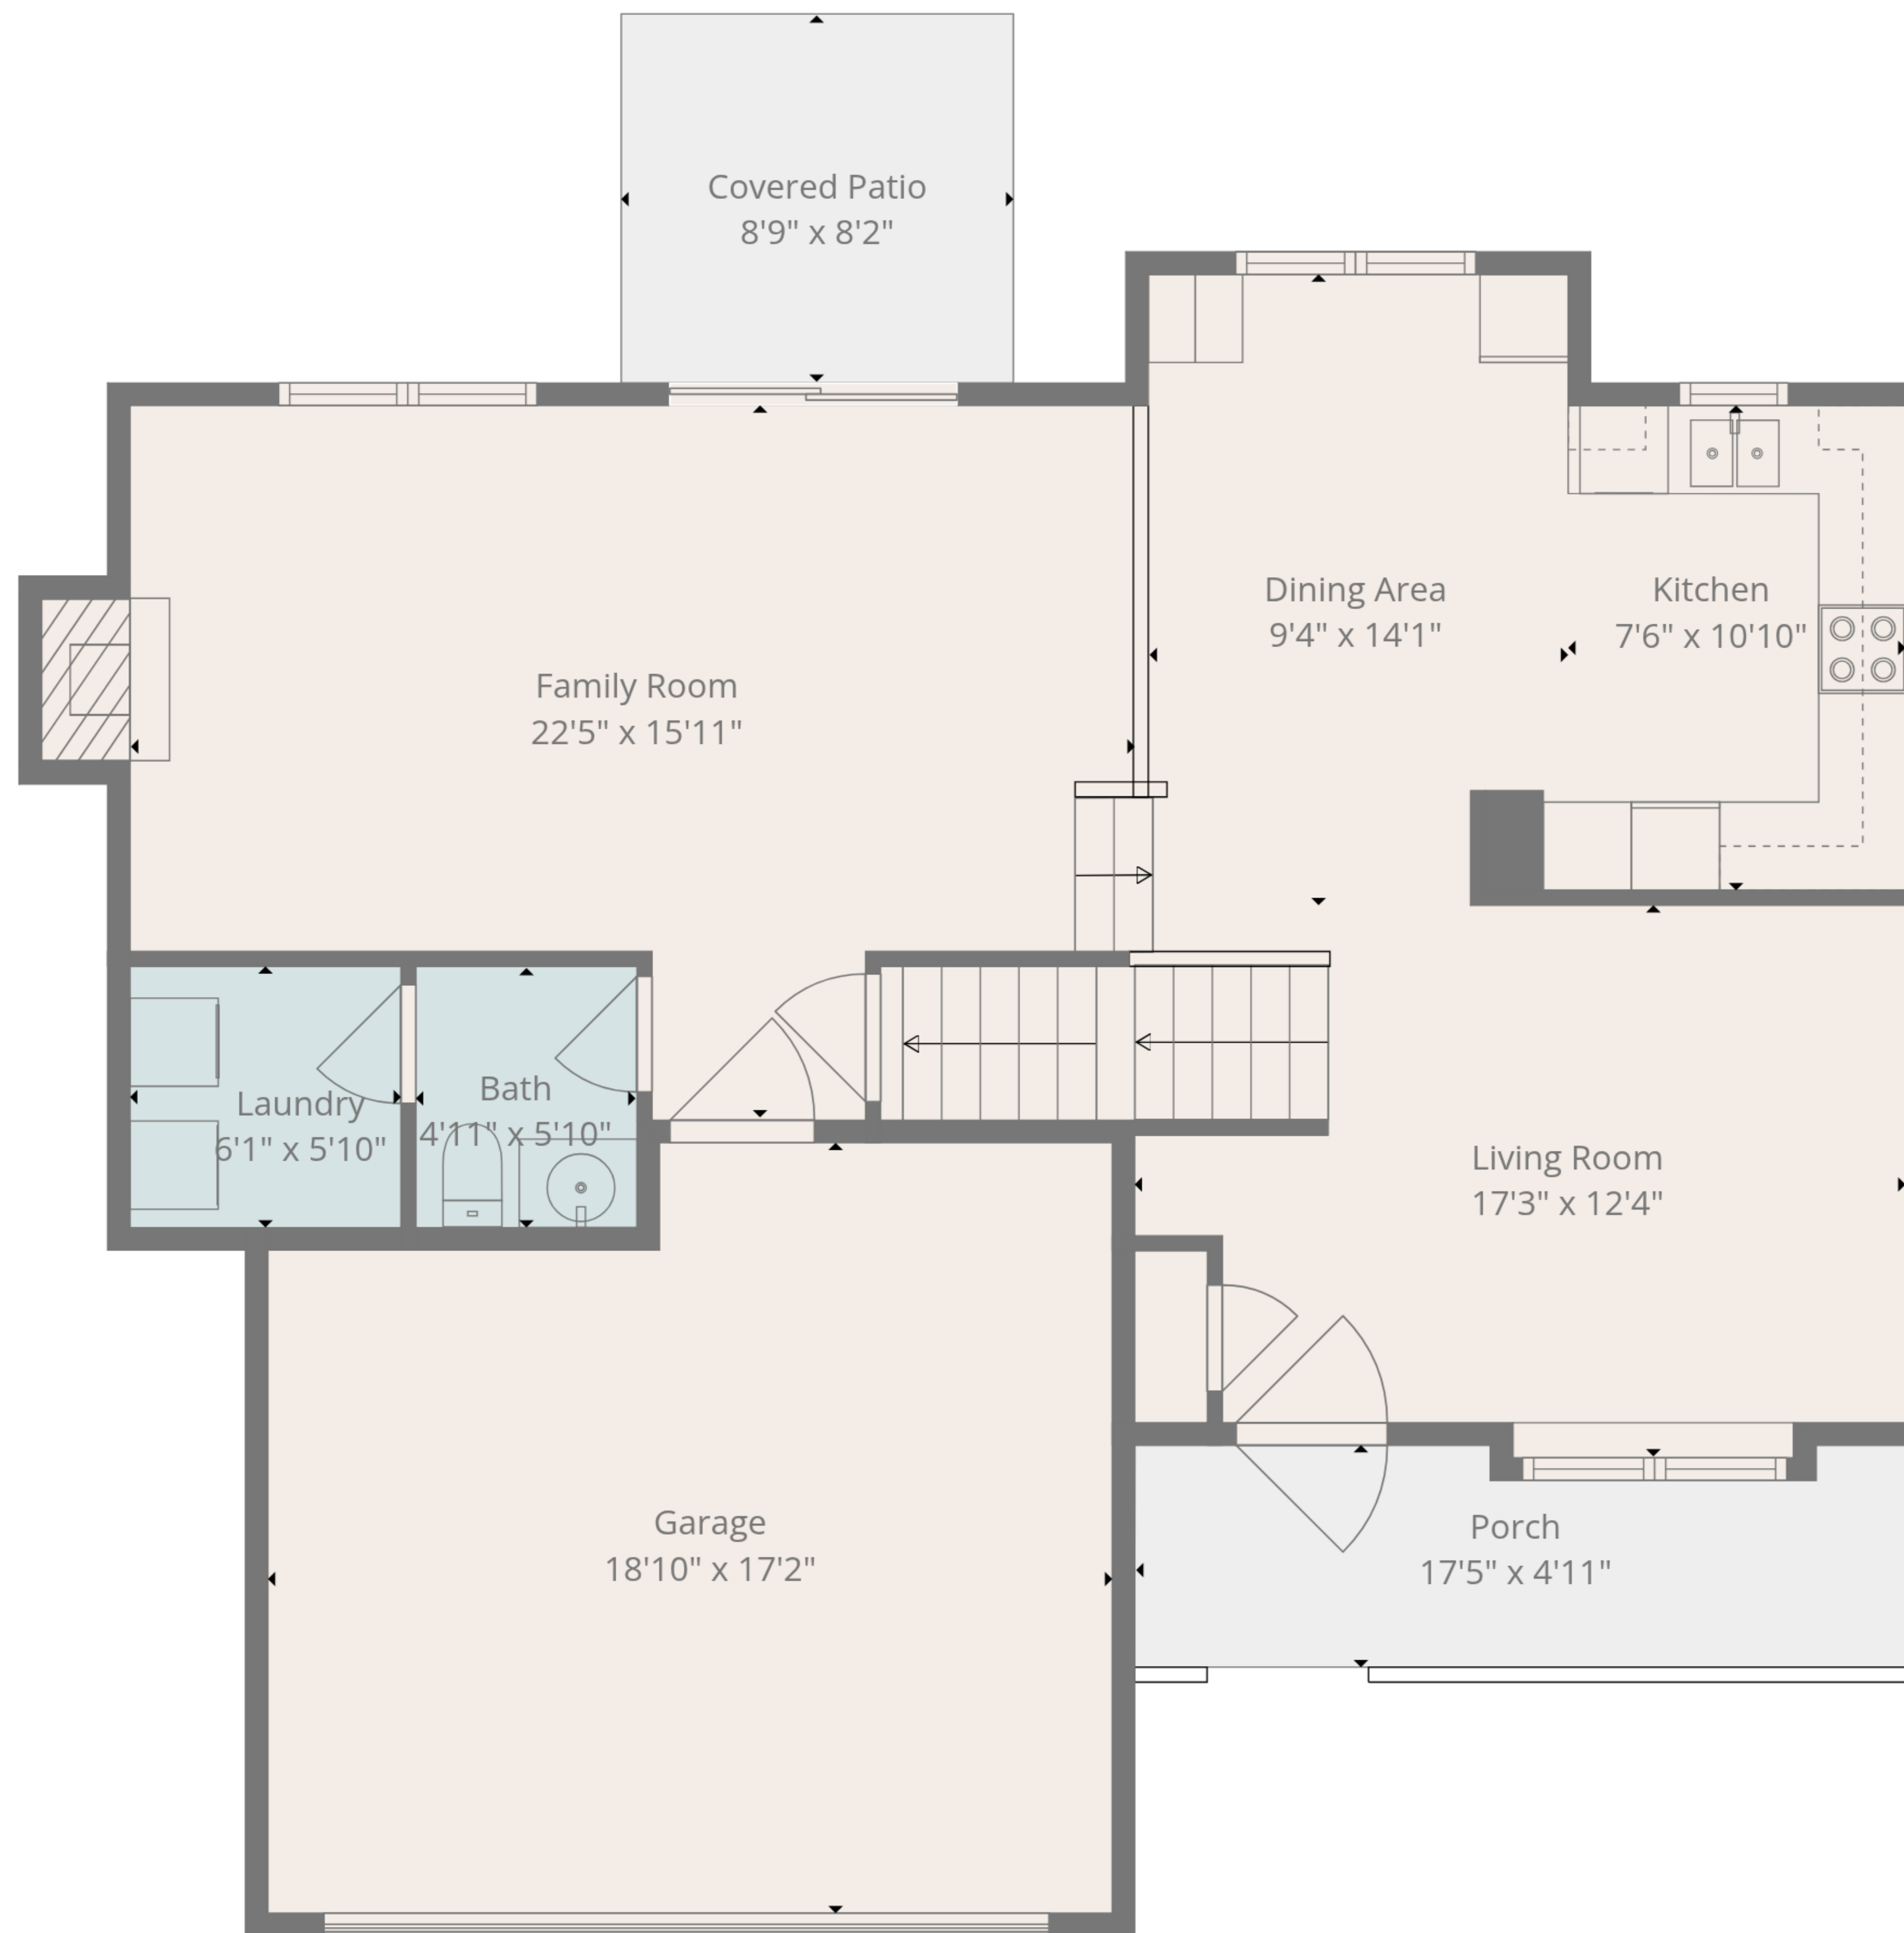 Covered Patio
8'9" x 8'2"
Dining Area
9'4" x 14'1"
Kitchen
7'6" x 10'10"
Family Room
22'5" x 15'11"
Laundry
6'1" x 5'10"
Bath
4'11" x 5'10"
Living Room
17'3" x 12'4"
Garage
18'10" x 17'2"
Porch
17'5" x 4'11"